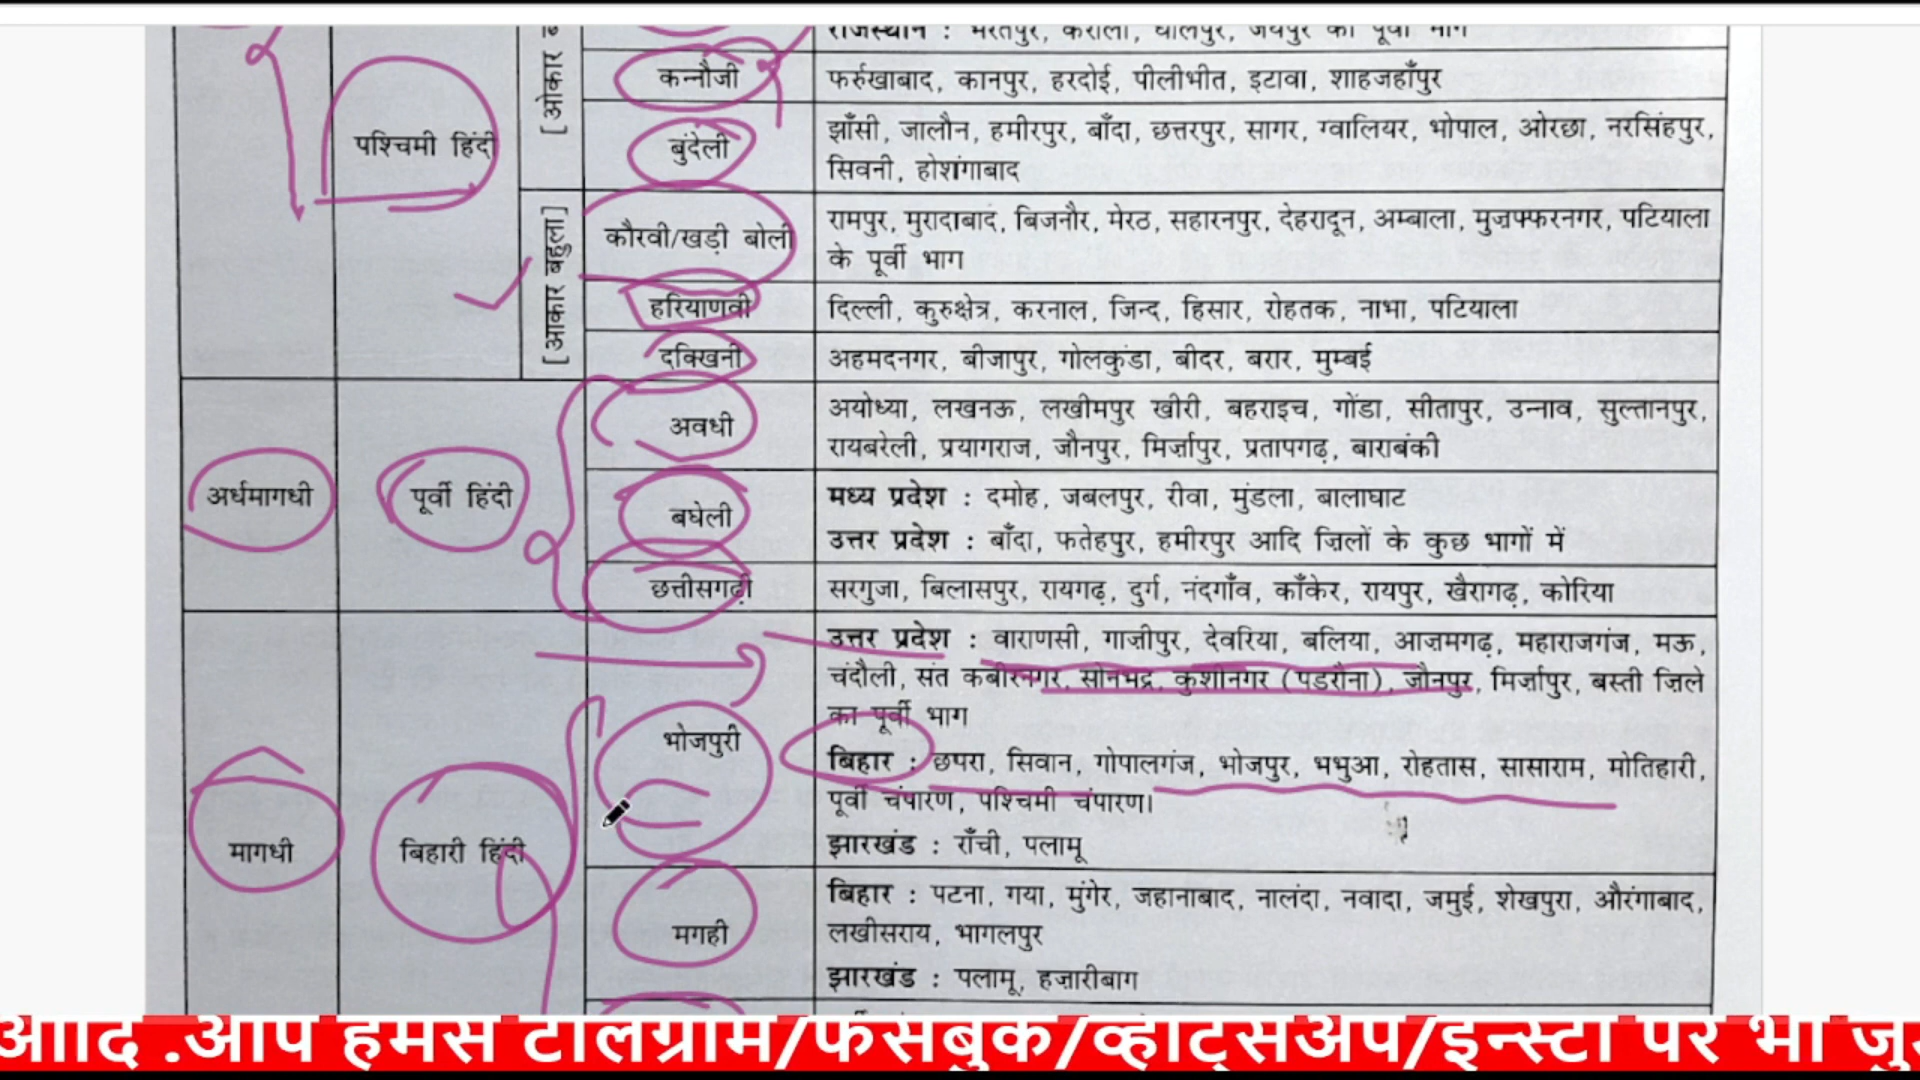 राजस्थान : भरतपुर, करौली, धौलपुर, जयपुर का पूर्वी भाग
[ओकार
कन्नौजी
फर्रुखाबाद, कानपुर, हरदोई, पीलीभीत, इटावा, शाहजहाँपुर
पश्चिमी हिंदी
बुंदेली
झाँसी, जालौन, हमीरपुर, बाँदा, छत्तरपुर, सागर, ग्वालियर, भोपाल, ओरछा, नरसिंहपुर,
सिवनी, होशंगाबाद
[आकार बहुला]
कौरवी/खड़ी बोली
रामपुर, मुरादाबाद, बिजनौर, मेरठ, सहारनपुर, देहरादून, अम्बाला, मुज़फ्फरनगर, पटियाला
के पूर्वी भाग
हरियाणवी
दिल्ली, कुरुक्षेत्र, करनाल, जिन्द, हिसार, रोहतक, नाभा, पटियाला
दक्खिनी
अहमदनगर, बीजापुर, गोलकुंडा, बीदर, बरार, मुम्बई
अर्धमागधी
पूर्वी हिंदी
अवधी
अयोध्या, लखनऊ, लखीमपुर खीरी, बहराइच, गोंडा, सीतापुर, उन्नाव, सुल्तानपुर,
रायबरेली, प्रयागराज, जौनपुर, मिर्ज़ापुर, प्रतापगढ़, बाराबंकी
बघेली
मध्य प्रदेश : दमोह, जबलपुर, रीवा, मुंडला, बालाघाट
उत्तर प्रदेश : बाँदा, फतेहपुर, हमीरपुर आदि ज़िलों के कुछ भागों में
छत्तीसगढ़ी
सरगुजा, बिलासपुर, रायगढ़, दुर्ग, नंदगाँव, काँकेर, रायपुर, खैरागढ़, कोरिया
मागधी
बिहारी हिंदी
भोजपुरी
उत्तर प्रदेश : वाराणसी, गाज़ीपुर, देवरिया, बलिया, आज़मगढ़, महाराजगंज, मऊ,
चंदौली, संत कबीरनगर, सोनभद्र, कुशीनगर (पडरौना), जौनपुर, मिर्ज़ापुर, बस्ती ज़िले
का पूर्वी भाग
बिहार : छपरा, सिवान, गोपालगंज, भोजपुर, भभुआ, रोहतास, सासाराम, मोतिहारी,
पूर्वी चंपारण, पश्चिमी चंपारण।
झारखंड : राँची, पलामू
मगही
बिहार : पटना, गया, मुंगेर, जहानाबाद, नालंदा, नवादा, जमुई, शेखपुरा, औरंगाबाद,
लखीसराय, भागलपुर
झारखंड : पलामू, हज़ारीबाग
आदि .आप हमसे टेलिग्राम/फेसबुक/व्हाट्सअप/इन्स्टा पर भी